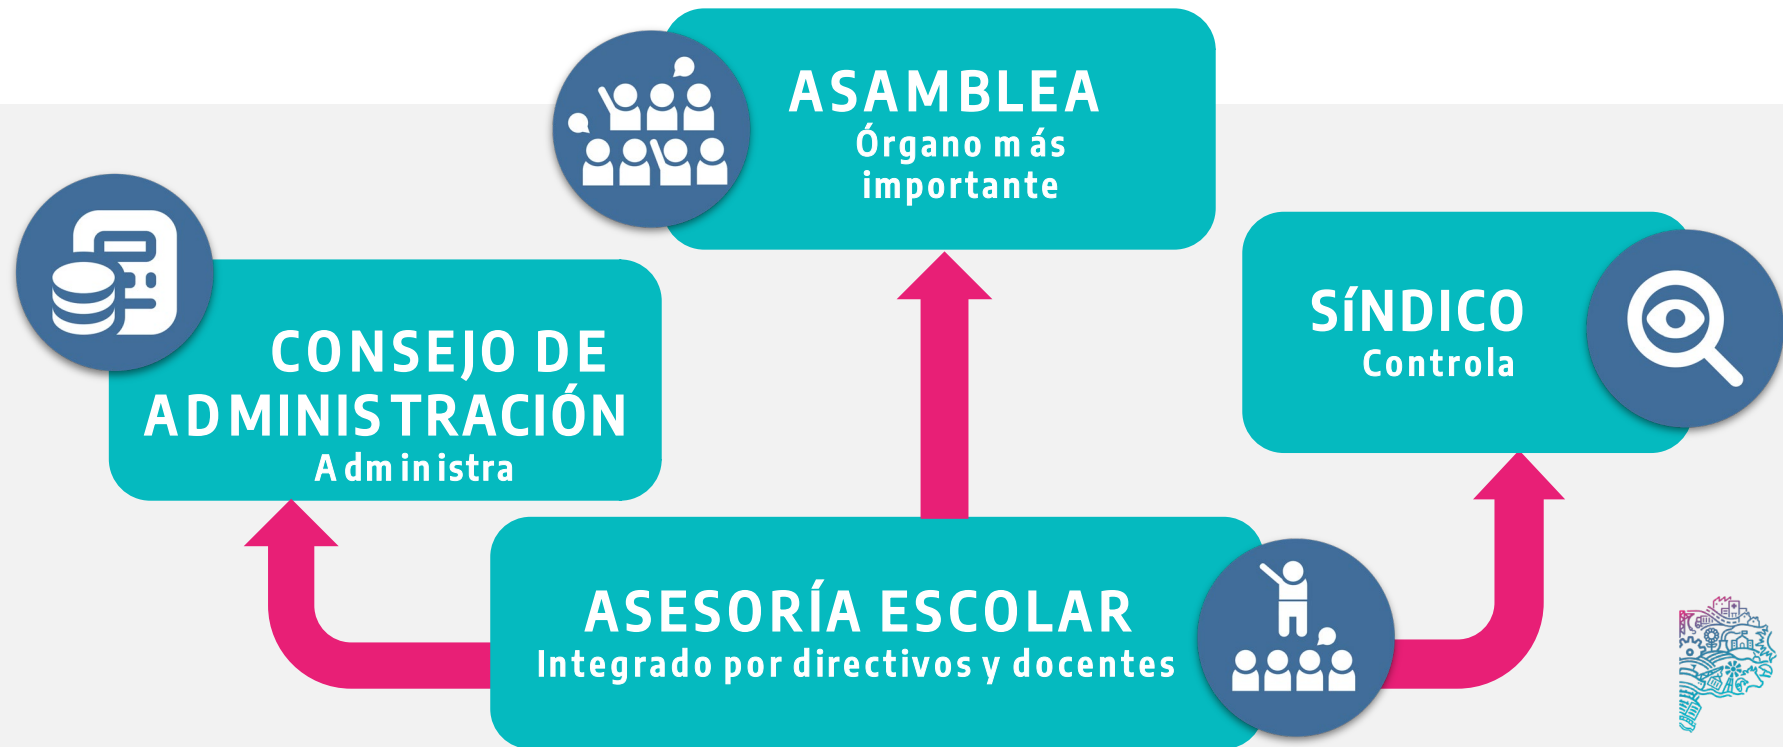 ASAMBLEA
Órgano más
importante
CONSEJO DE
ADMINISTRACIÓN
Administra
SíNDICO
Controla
ASESORÍA ESCOLAR
Integrado por directivos y docentes